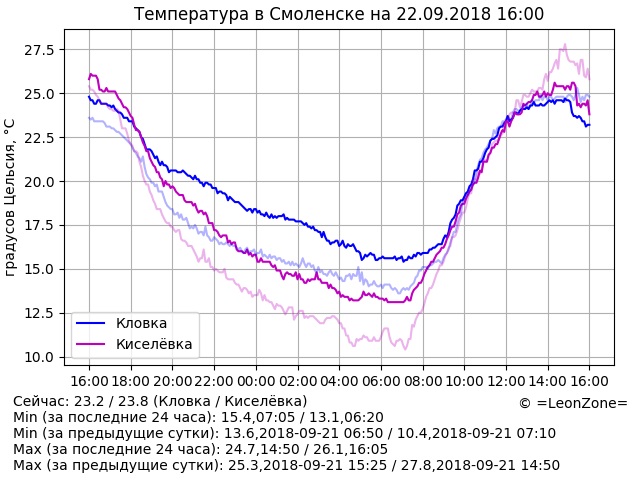 Температура в Смоленске на 22.09.2018 16:00
градусов Цельсия, °C
27.5
25.0
22.5
20.0
17.5
15.0
12.5
10.0
Кловка
Киселёвка
16:00 18:00 20:00 22:00 00:00 02:00 04:00 06:00 08:00 10:00 12:00 14:00 16:00
Сейчас: 23.2 / 23.8 (Кловка / Киселёвка)
© =LeonZone=
Min (за последние 24 часа): 15.4,07:05 / 13.1,06:20
Min (за предыдущие сутки): 13.6,2018-09-21 06:50 / 10.4,2018-09-21 07:10
Max (за последние 24 часа): 24.7,14:50 / 26.1,16:05
Max (за предыдущие сутки): 25.3,2018-09-21 15:25 / 27.8,2018-09-21 14:50